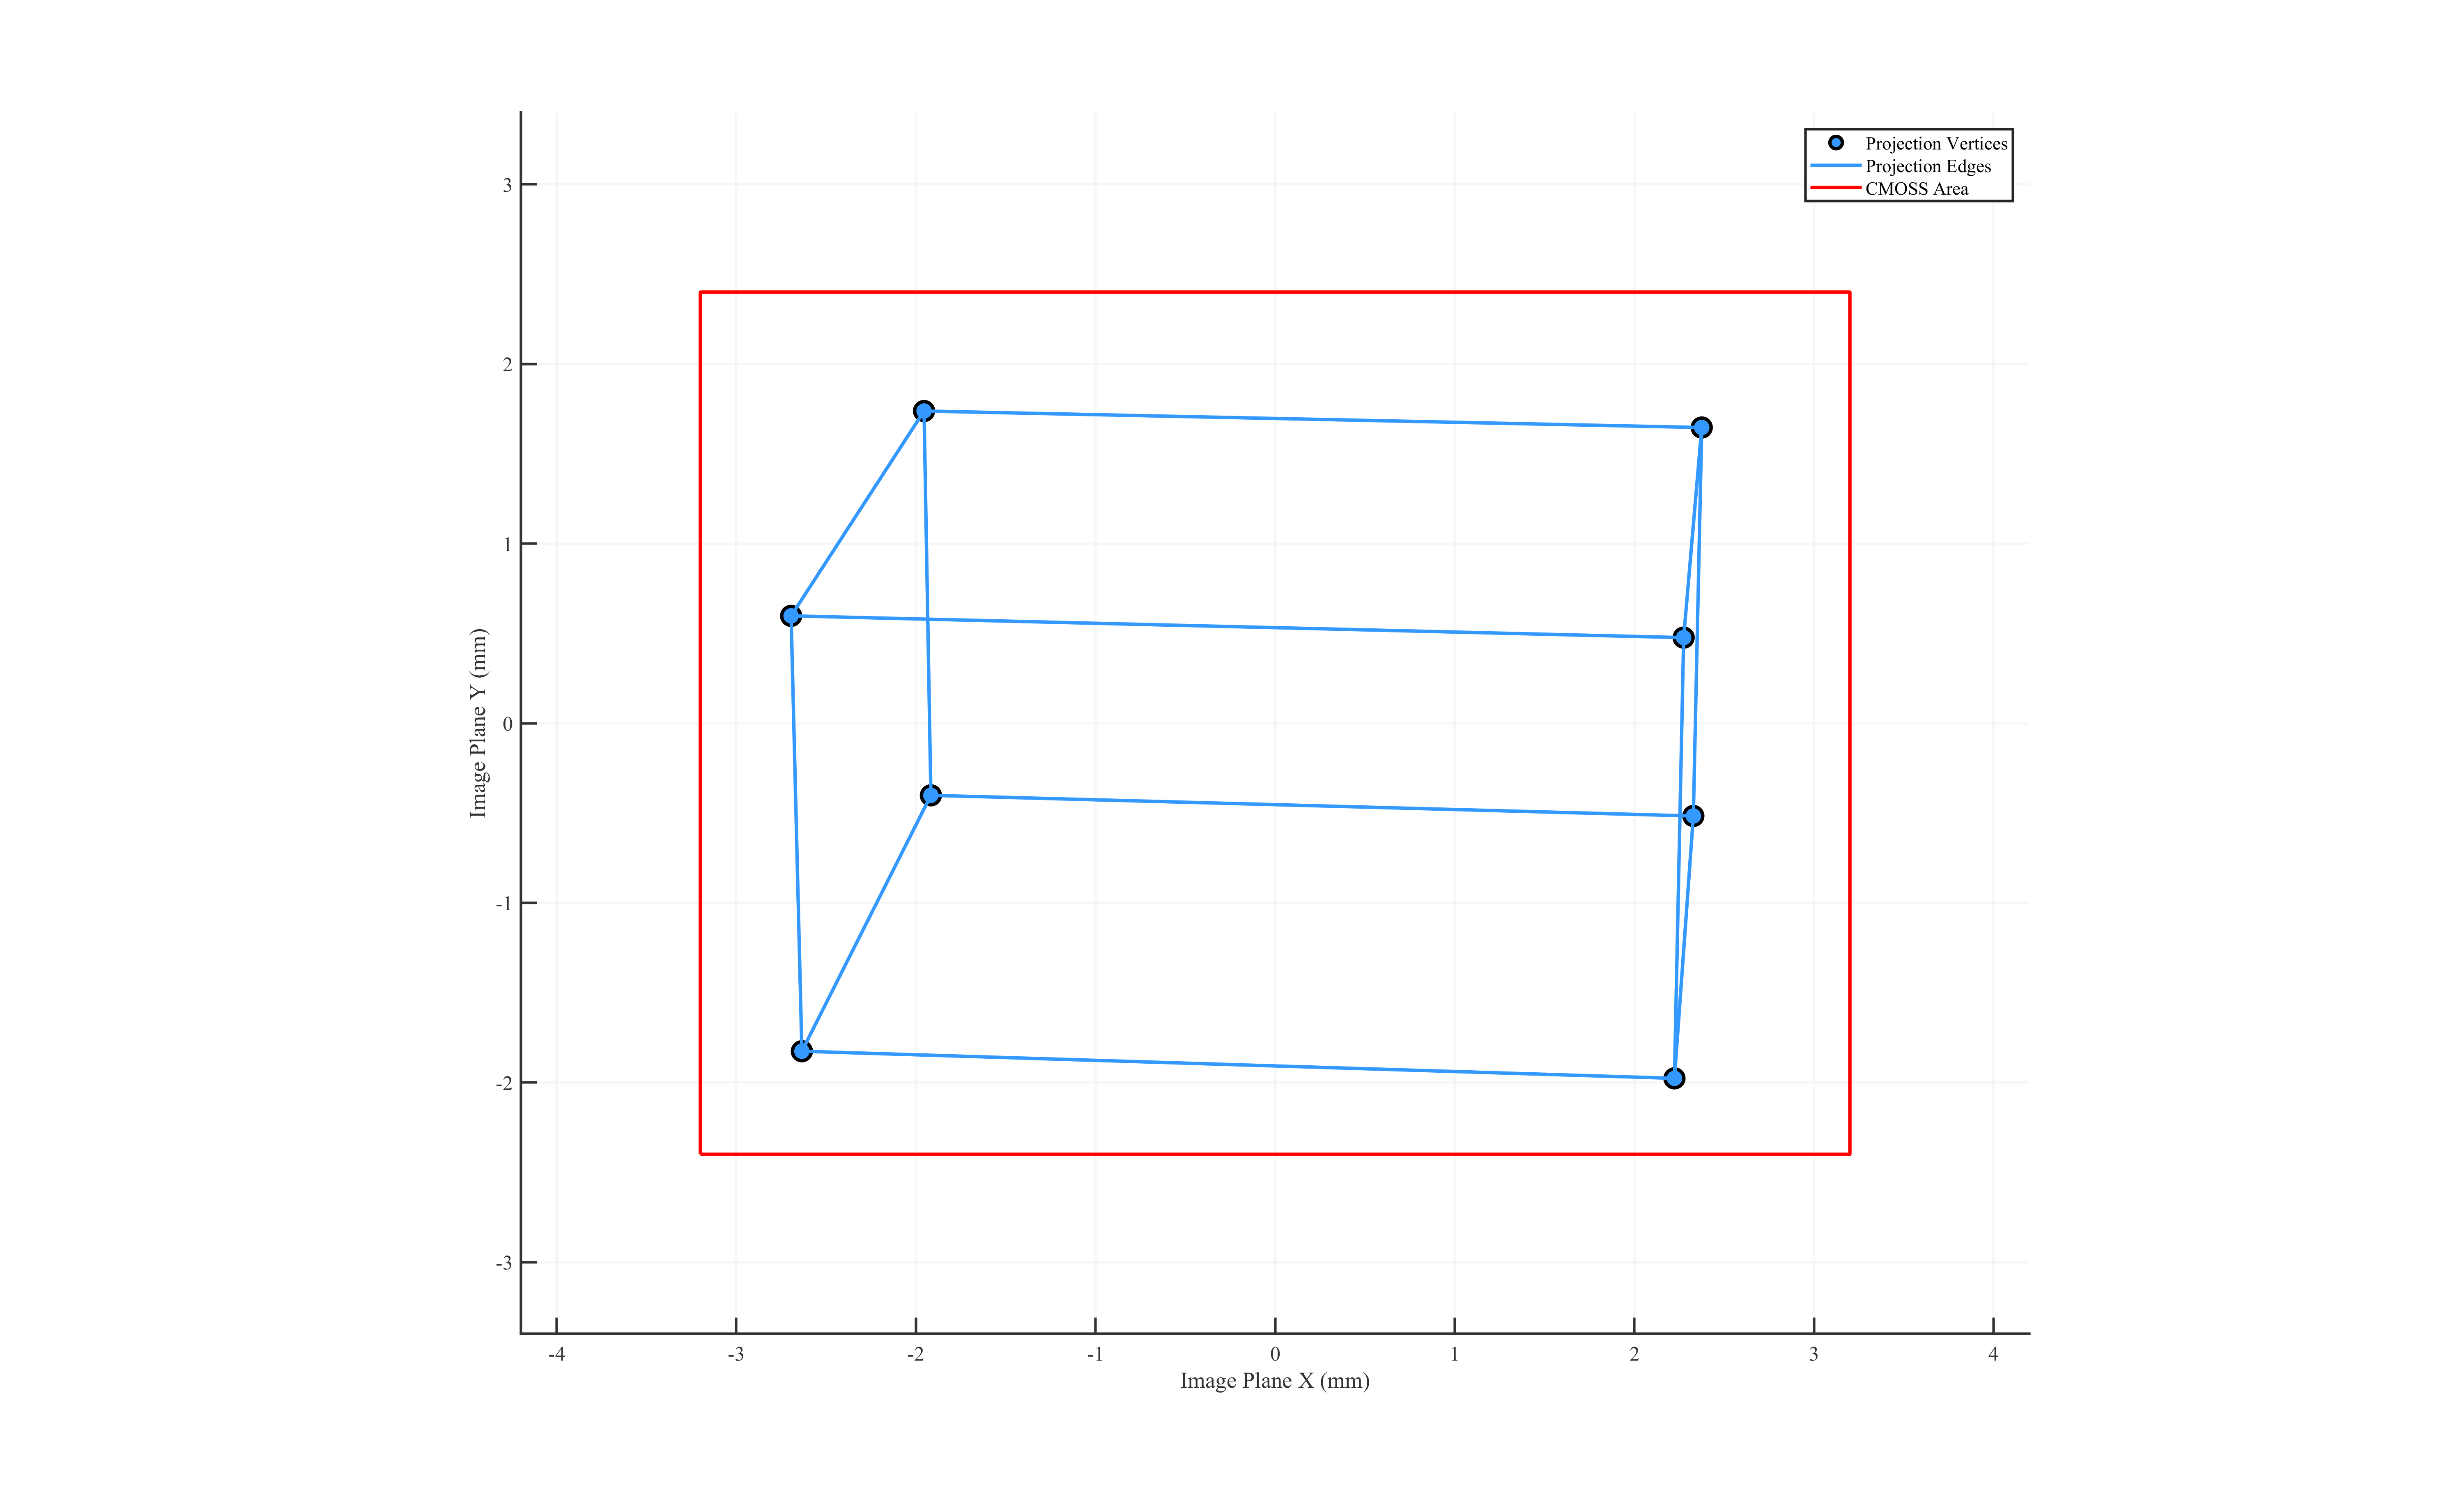 Projection Vertices
Projection Edges
CMOSS Area
3
2
1
0
-1
-2
-3
Image Plane Y (mm)
-4 -3 -2 -1 0 1 2 3 4
Image Plane X (mm)